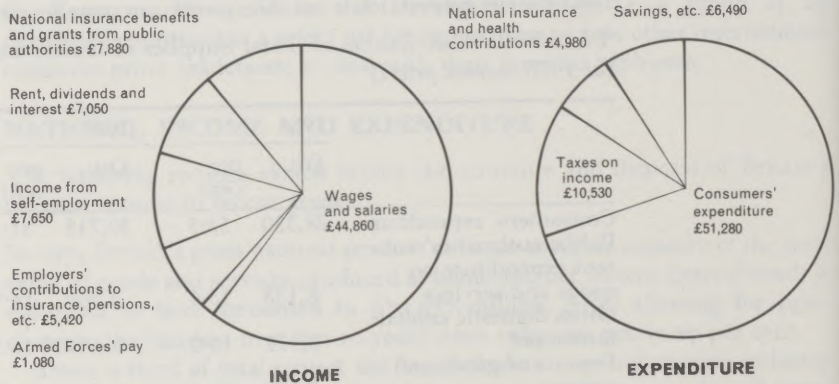 National insurance benefits
and grants from public
authorities £7,880
Rent, dividends and
interest £7,050
Income from
self-employment
£7,650
Employers'
contributions to
insurance, pensions,
etc. £5,420
Armed Forces' pay
£1,080
Wages
and salaries
£44,860
INCOME
National insurance
and health
contributions £4,980
Savings, etc. £6,490
Taxes on
income
£10,530
Consumers'
expenditure
£51,280
EXPENDITURE